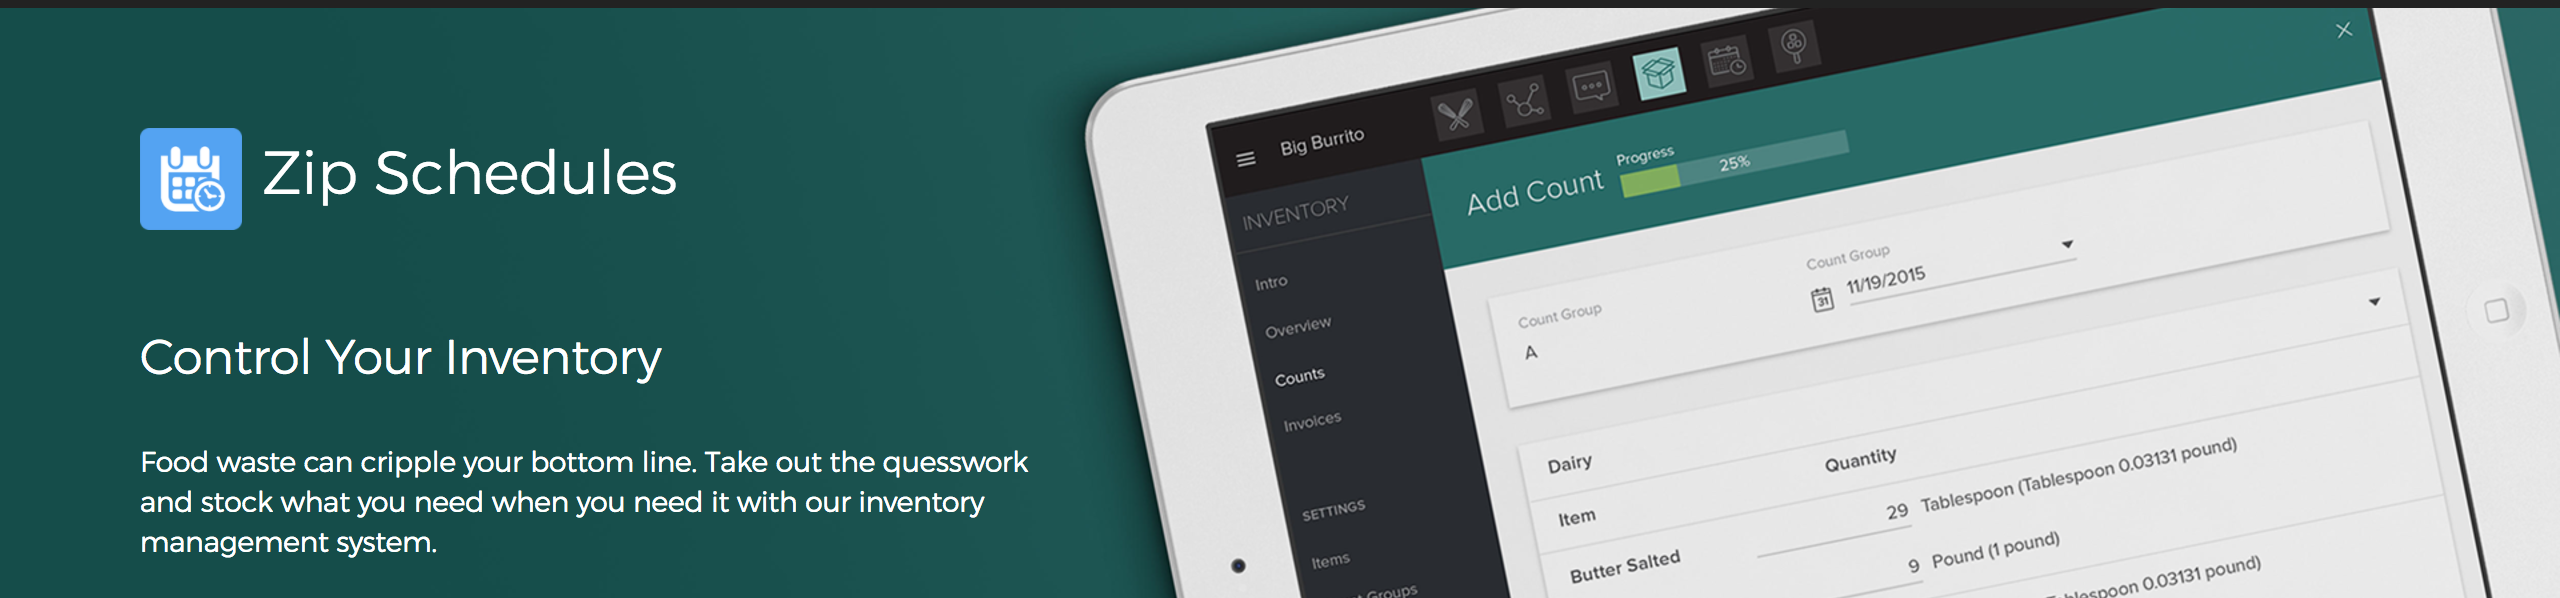 Zip Schedules
Control Your Inventory
Food waste can cripple your bottom line. Take out the quesswork
and stock what you need when you need it with our inventory
management system.
Big Burrito
INVENTORY
Intro
Overview
Counts
Invoices
SETTINGS
Items
Groups
Add Count
Progress
25%
Count Group
A
Count Group
31
11/19/2015
Dairy
Item
Quantity
Butter Salted
29 Tablespoon (Tablespoon 0.03131 pound)
9 Pound (1 pound)
0.03131 pound)